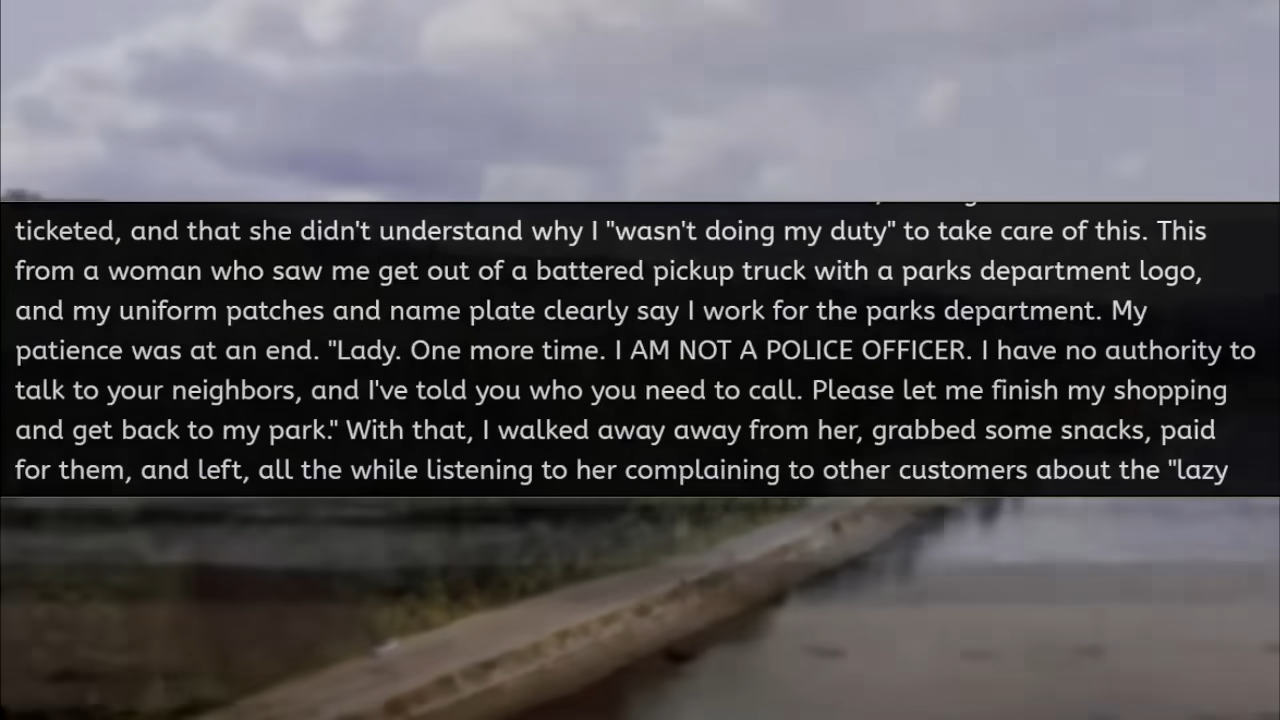 ticketed, and that she didn't understand why I "wasn't doing my duty" to take care of this. This
from a woman who saw me get out of a battered pickup truck with a parks department logo,
and my uniform patches and name plate clearly say I work for the parks department. My
patience was at an end. "Lady. One more time. I AM NOT A POLICE OFFICER. I have no authority to
talk to your neighbors, and I've told you who you need to call. Please let me finish my shopping
and get back to my park." With that, I walked away away from her, grabbed some snacks, paid
for them, and left, all the while listening to her complaining to other customers about the "lazy